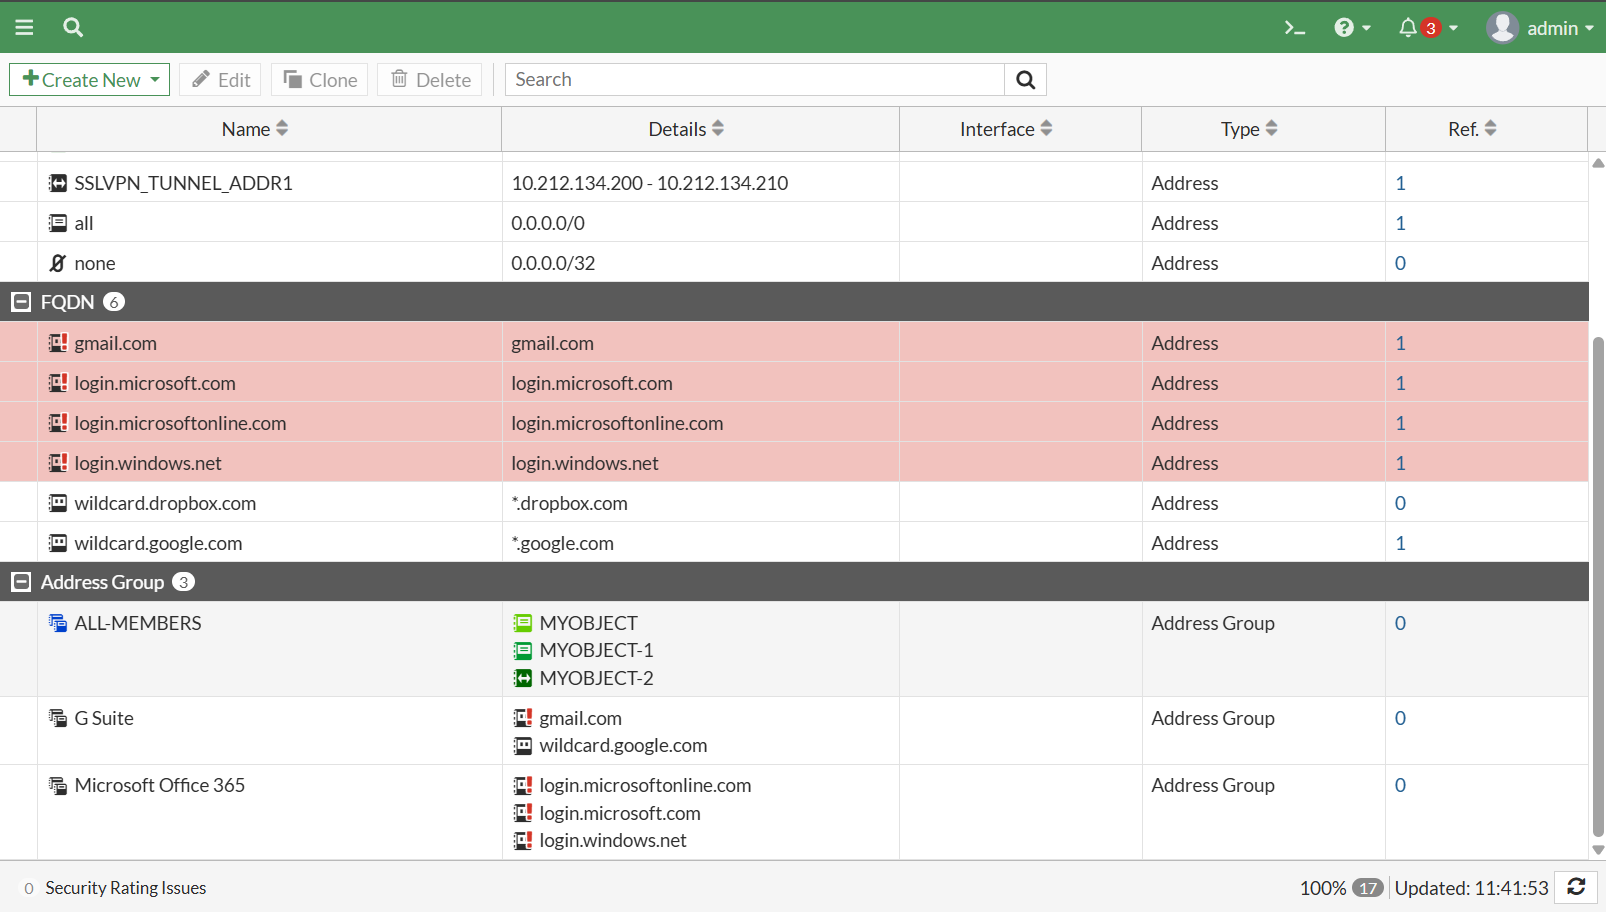 3 admin
Create New Edit Clone Delete Search
Name Details Interface Type Ref.
SSLVPN_TUNNEL_ADDR1 10.212.134.200 - 10.212.134.210 Address 1
all 0.0.0.0/0 Address 1
none 0.0.0.0/32 Address 0
FQDN 6
gmail.com gmail.com Address 1
login.microsoft.com login.microsoft.com Address 1
login.microsoftonline.com login.microsoftonline.com Address 1
login.windows.net login.windows.net Address 1
wildcard.dropbox.com *.dropbox.com Address 0
wildcard.google.com *.google.com Address 1
Address Group 3
ALL-MEMBERS MYOBJECT Address Group 0
MYOBJECT-1
MYOBJECT-2
G Suite gmail.com Address Group 0
wildcard.google.com
Microsoft Office 365 login.microsoftonline.com Address Group 0
login.microsoft.com
login.windows.net
0 Security Rating Issues 100% 17 Updated: 11:41:53